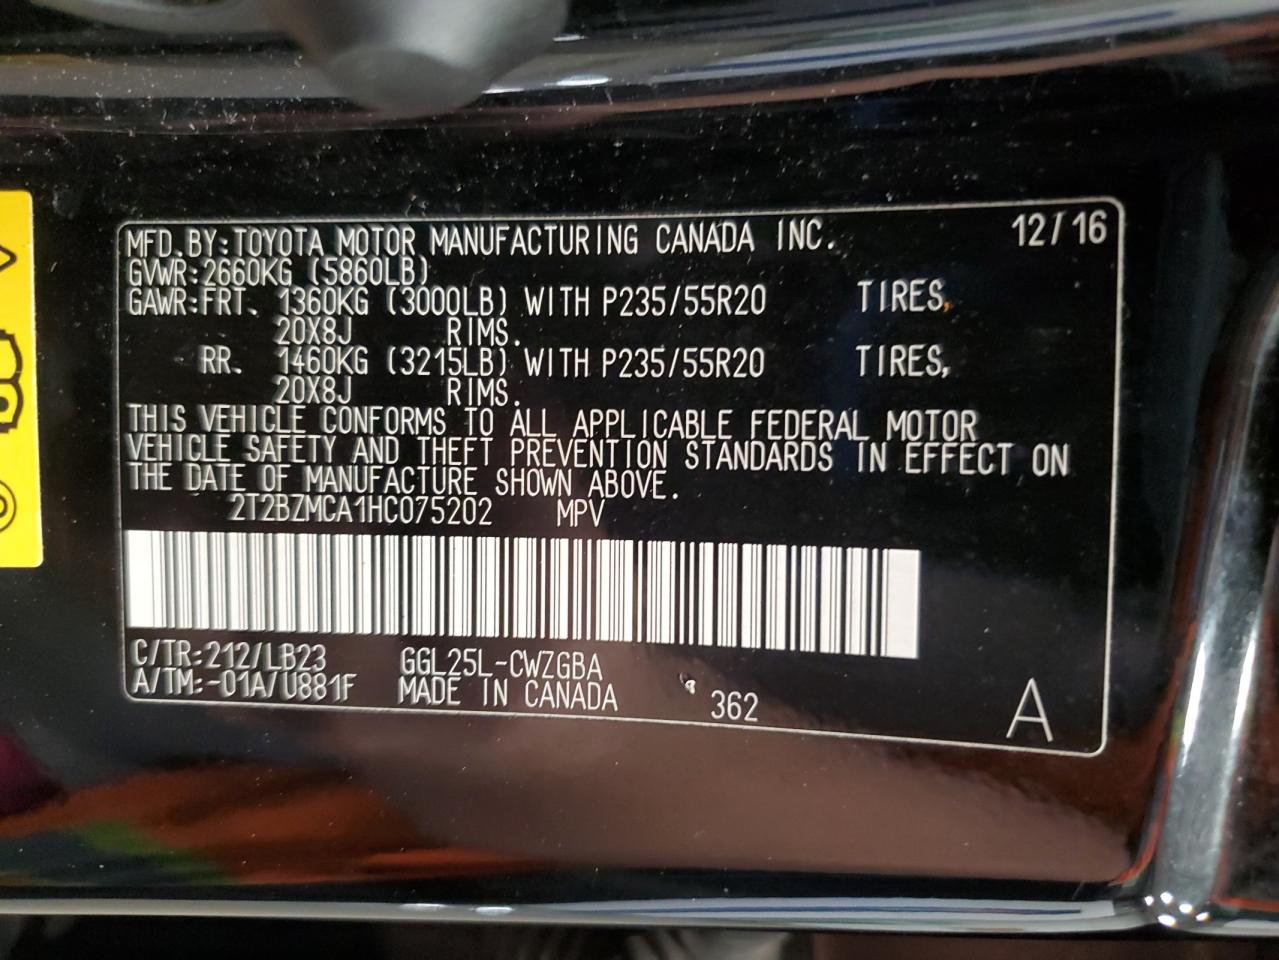 MFD.BY:TOYOTA MOTOR MANUFACTURING CANADA INC. 12/16
GVWR:2660KG (5860LB)
GAWR:FRT. 1360KG (3000LB) WITH P235/55R20 TIRES,
20X8J RIMS.
RR. 1460KG (3215LB) WITH P235/55R20 TIRES,
20X8J RIMS.
THIS VEHICLE CONFORMS TO ALL APPLICABLE FEDERAL MOTOR
VEHICLE SAFETY AND THEFT PREVENTION STANDARDS IN EFFECT ON
THE DATE OF MANUFACTURE SHOWN ABOVE.
2T2BZMCA1HC075202 MPV
C/TR:212/LB23 GGL25L-CWZGBA
A/TM:-01A/U881F MADE IN CANADA 362 A